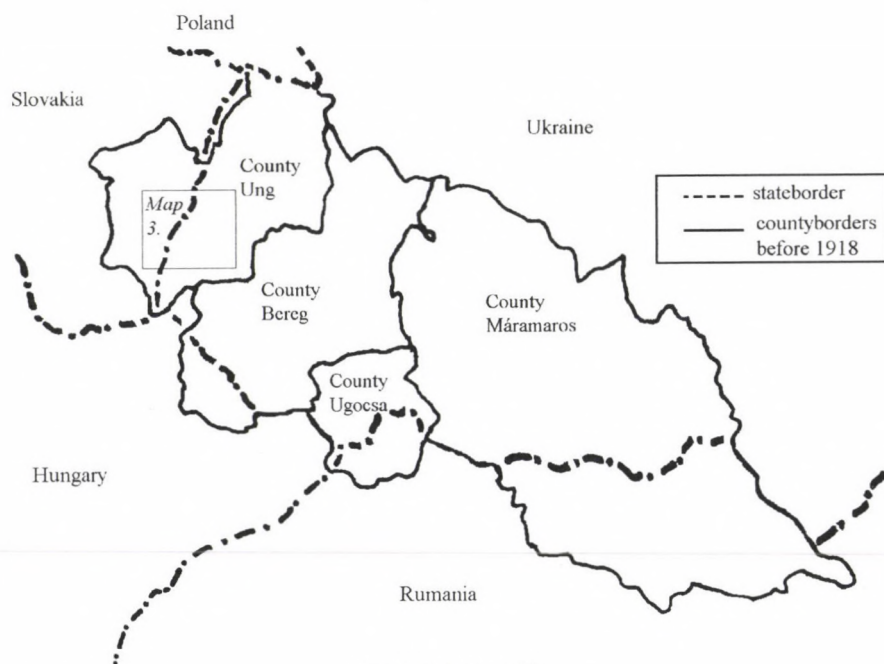 Poland
Slovakia
Ukraine
County
Ung
Map
3.
stateborder
countyborders
before 1918
County
Bereg
County
Máramaros
County
Ugocsa
Hungary
Rumania